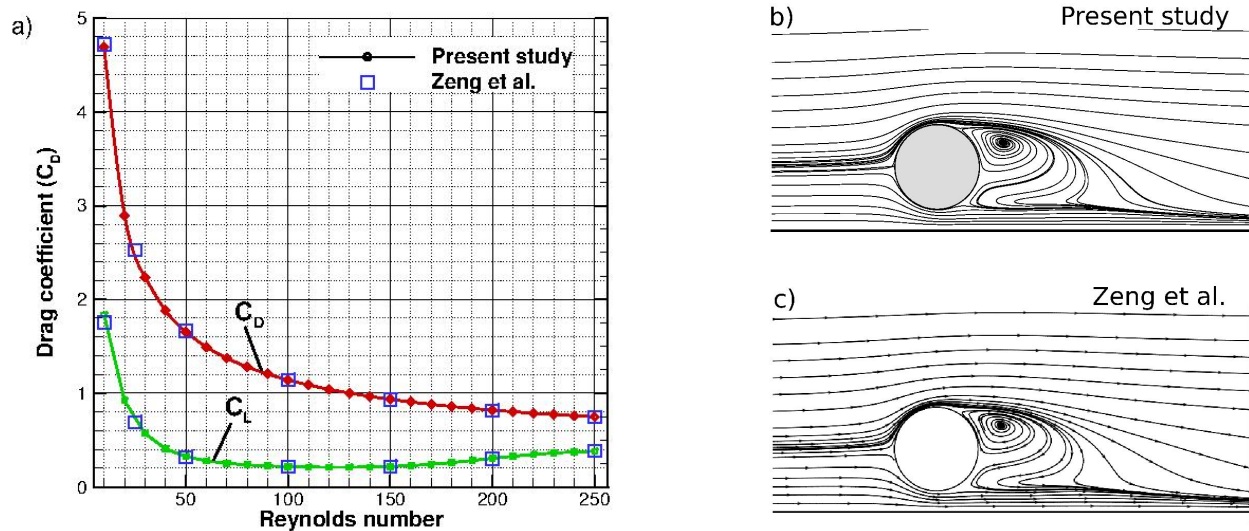 a)
Drag coefficient (C_D)
5
4
3
2
1
0
Present study
Zeng et al.
C_D
C_L
50
100
150
200
250
Reynolds number
b)
Present study
c)
Zeng et al.